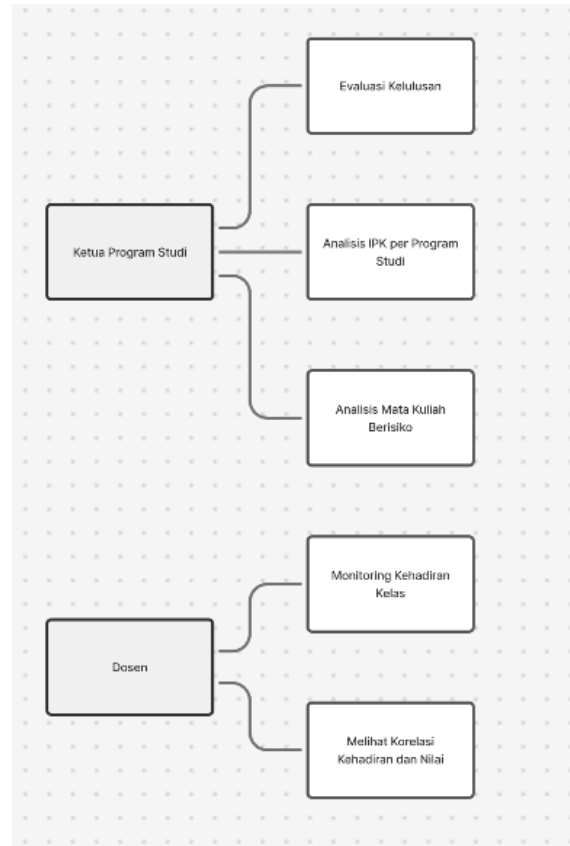 Evaluasi Kelulusan
Ketua Program Studi
Analisis IPK per Program
Studi
Analisis Mata Kuliah
Berisiko
Monitoring Kehadiran
Kelas
Dosen
Melihat Korelasi
Kehadiran dan Nilai